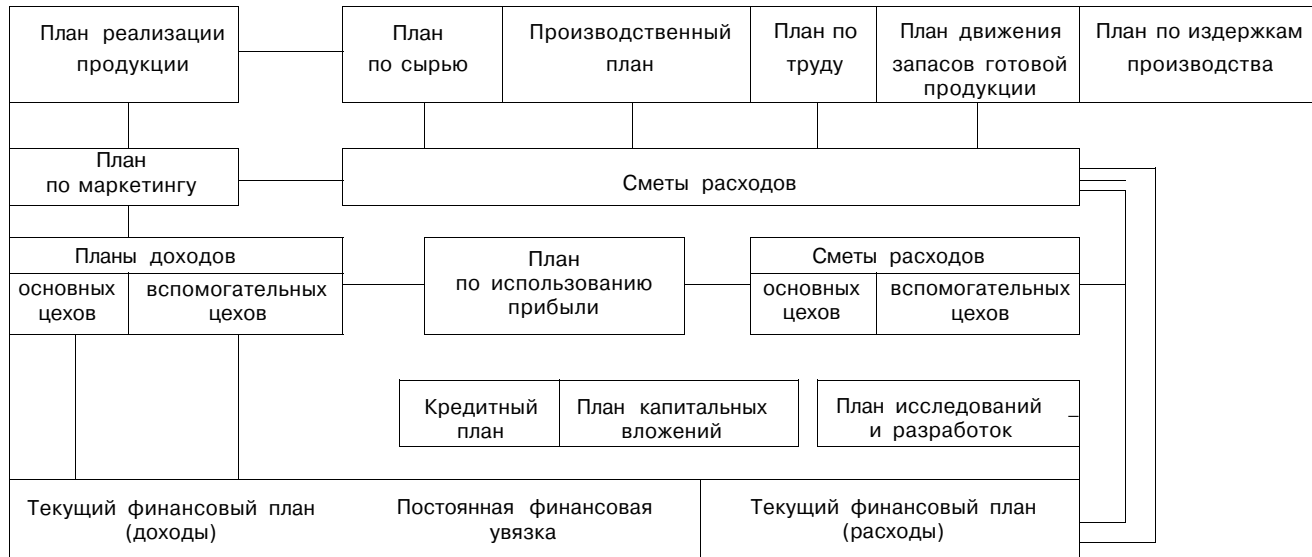 План реализации
продукции
План
по сырью
Производственный
план
План по
труду
План движения
запасов готовой
продукции
План по издержкам
производства
План
по маркетингу
Сметы расходов
Планы доходов
основных
цехов
вспомогательных
цехов
План
по использованию
прибыли
Сметы расходов
основных
цехов
вспомогательных
цехов
Кредитный
план
План капитальных
вложений
План исследований
и разработок
Текущий финансовый план
(доходы)
Постоянная финансовая
увязка
Текущий финансовый план
(расходы)